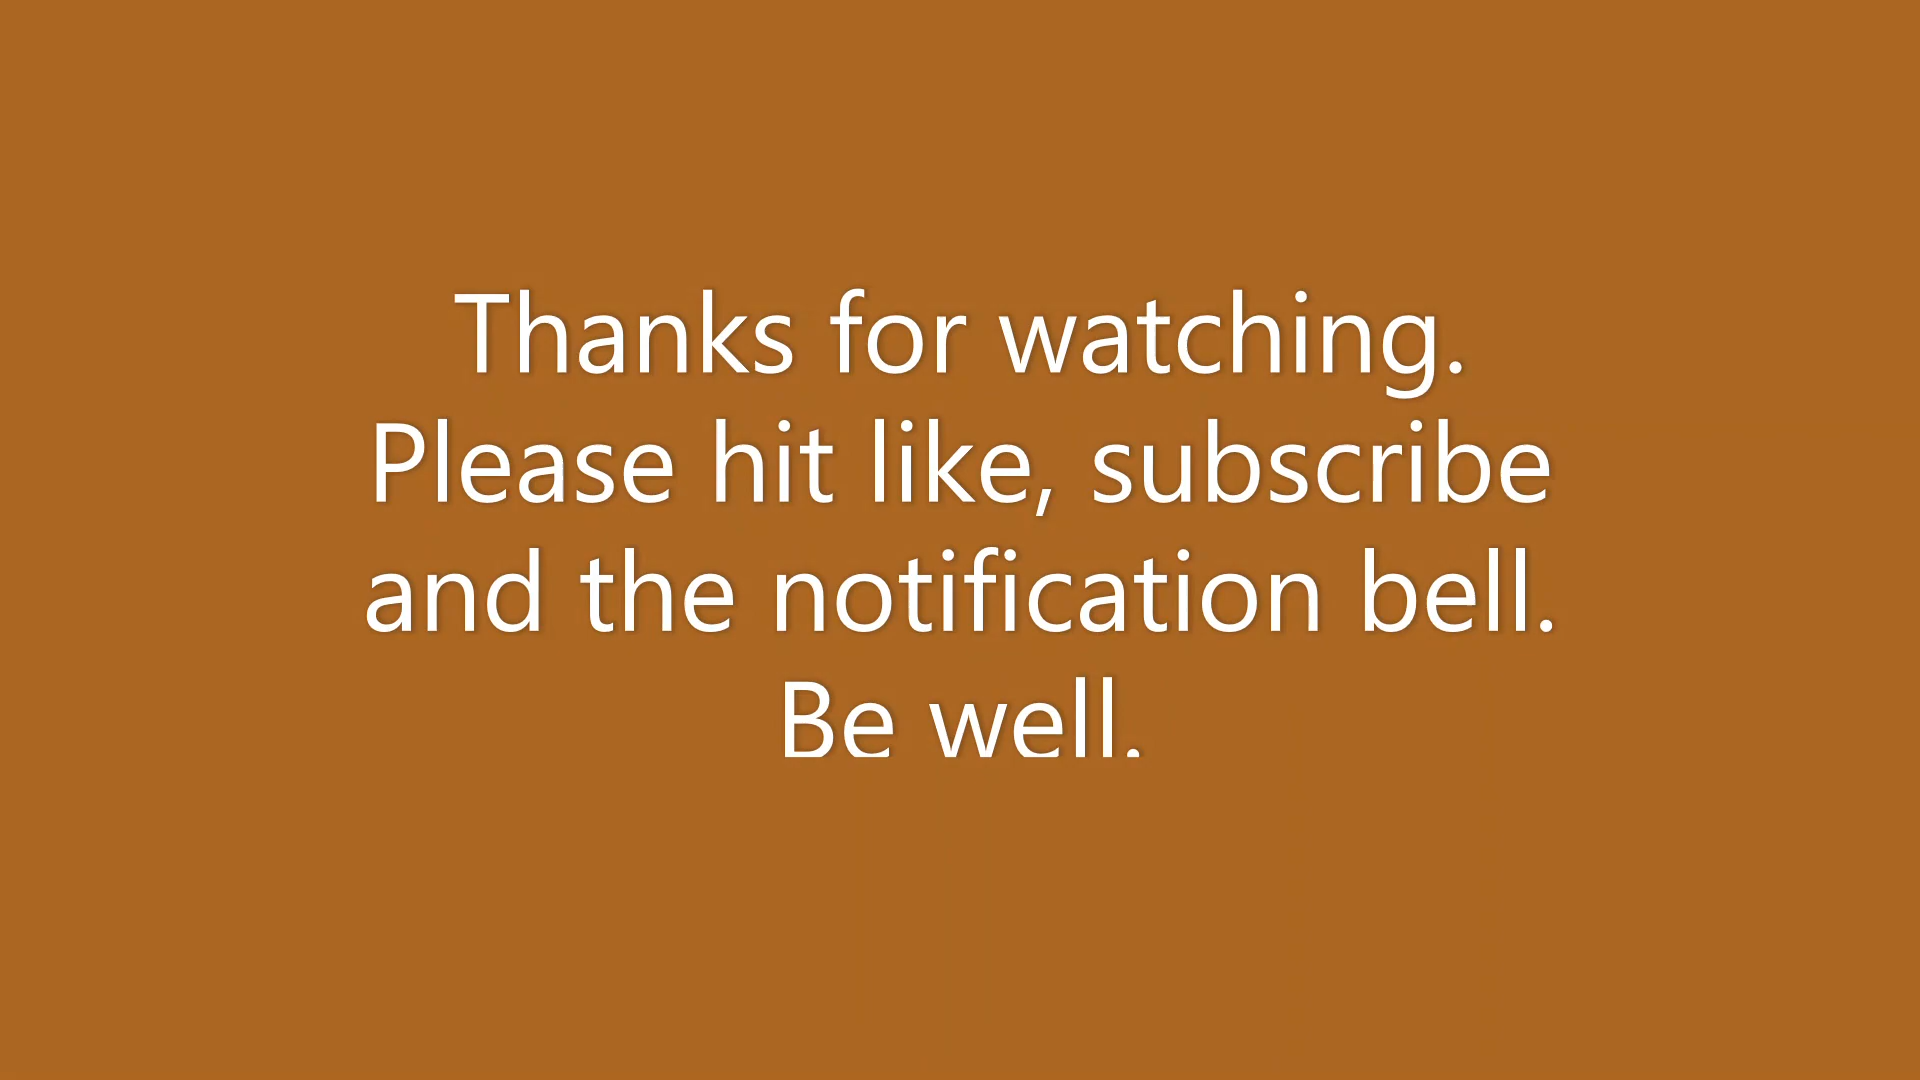 Thanks for watching.
Please hit like, subscribe
and the notification bell.
Be well.